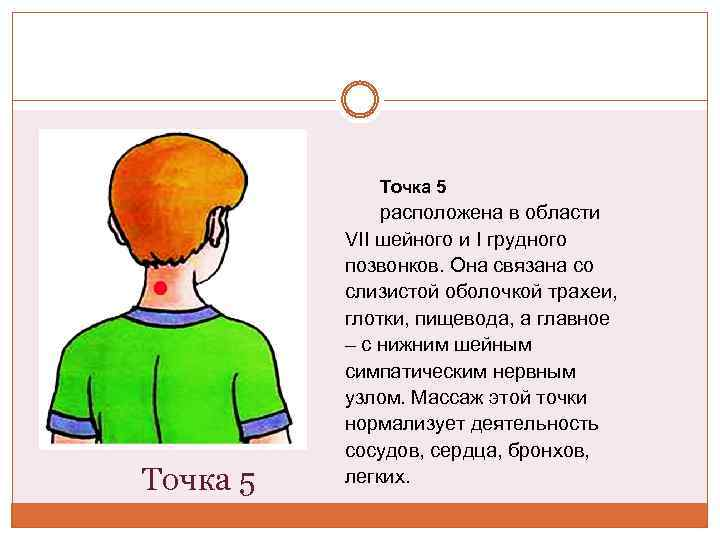 Точка 5
расположена в области
VII шейного и I грудного
позвонков. Она связана со
слизистой оболочкой трахеи,
глотки, пищевода, а главное
– с нижним шейным
симпатическим нервным
узлом. Массаж этой точки
нормализует деятельность
сосудов, сердца, бронхов,
легких.
Точка 5